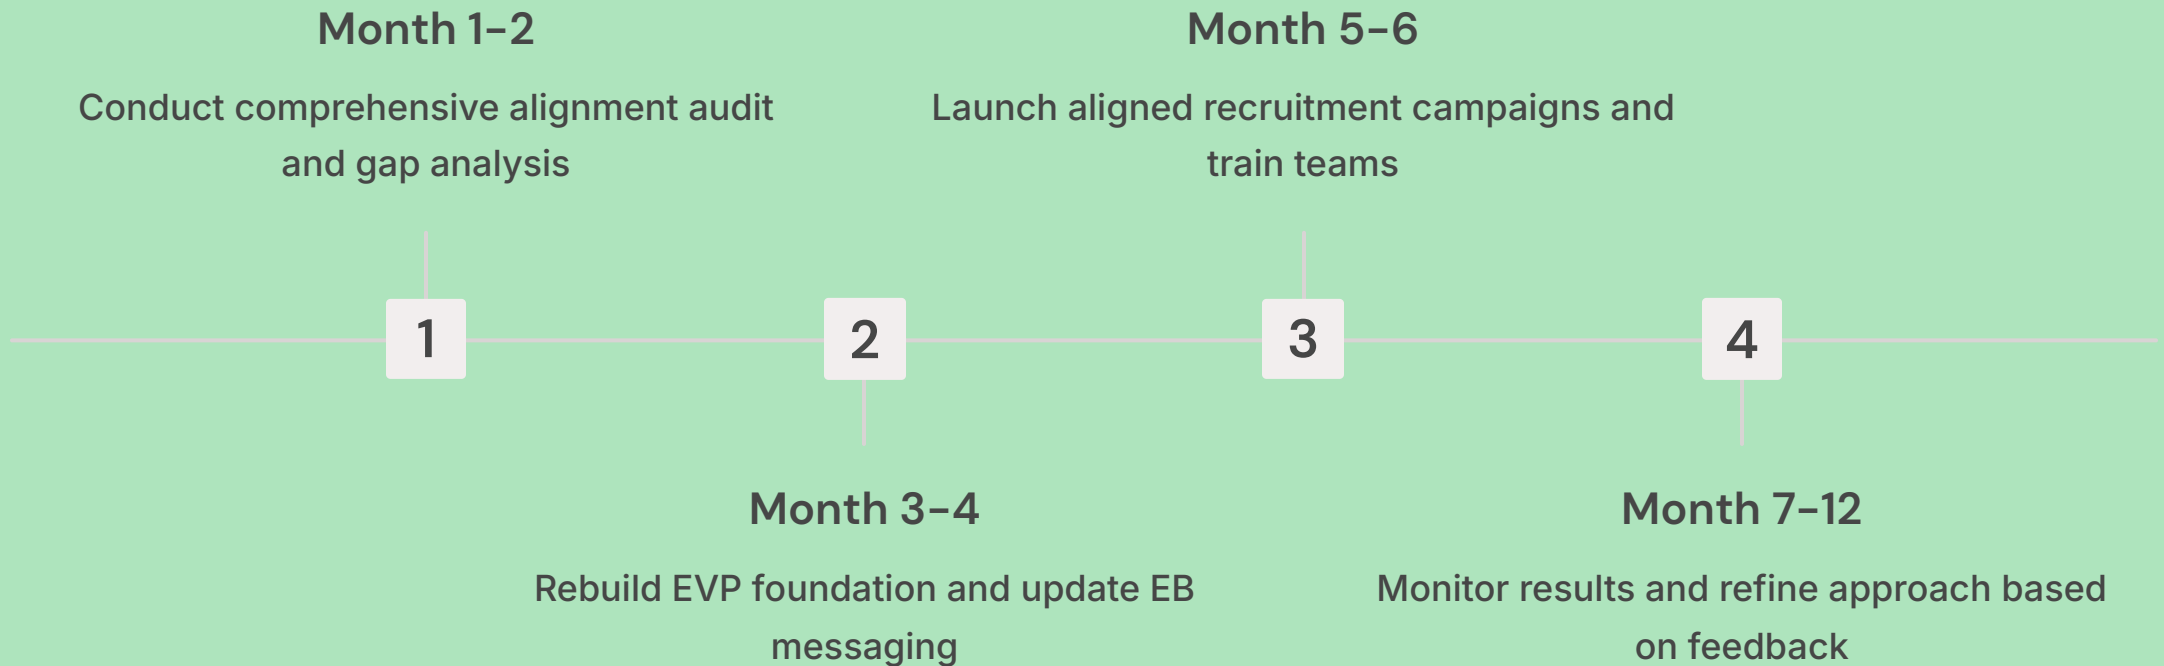 Month 1–2
Conduct comprehensive alignment audit
and gap analysis
Month 5–6
Launch aligned recruitment campaigns and
train teams
1
2
3
4
Month 3–4
Rebuild EVP foundation and update EB
messaging
Month 7–12
Monitor results and refine approach based
on feedback